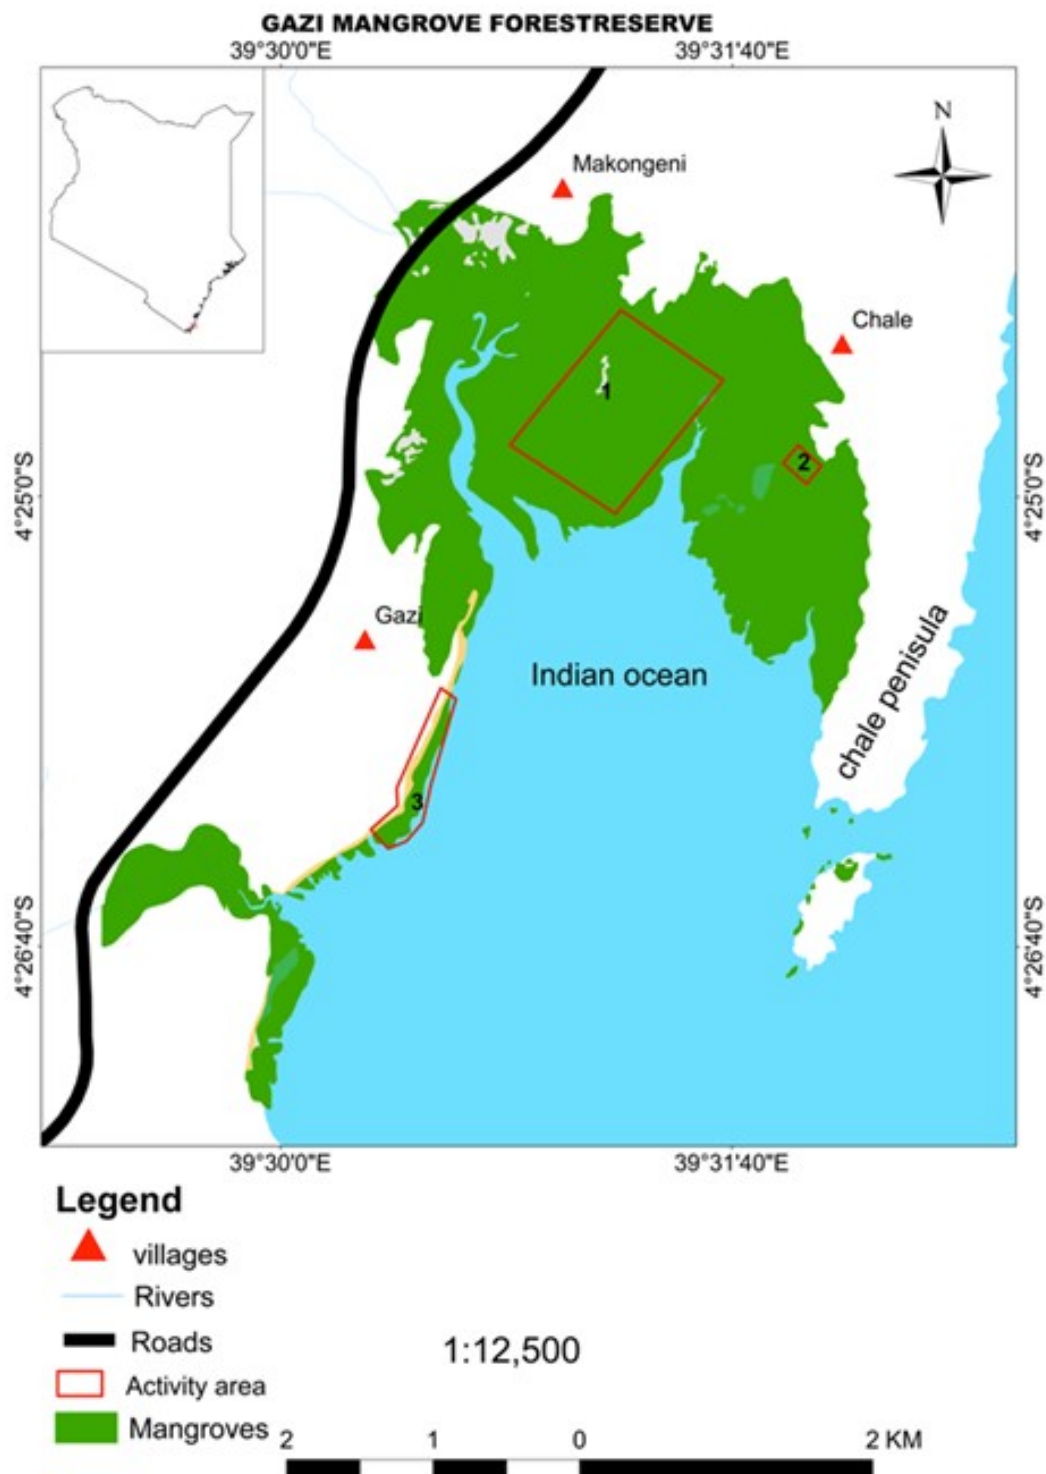 GAZI MANGROVE FORESTRESERVE
39°30'0"E 39°31'40"E
N
Makongeni
Chale
1
2
4°25'0"S 4°25'0"S
Gazi
Indian ocean
chale penisula
3
4°26'40"S 4°26'40"S
39°30'0"E 39°31'40"E
Legend
villages
Rivers
Roads
1:12,500
Activity area
Mangroves
2 1 0 2 KM